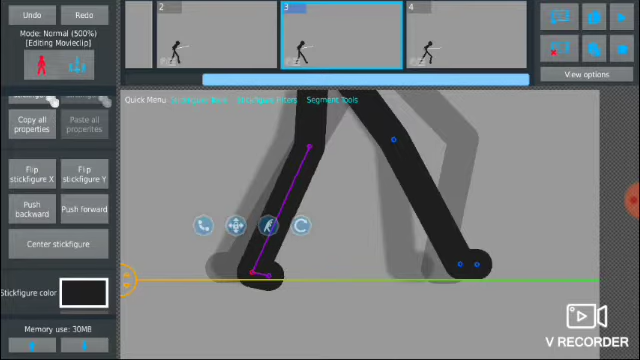 Undo Redo
Mode: Normal (500%)
[Editing Movieclip]
2 3 4
View options
Quick Menu
Stickfigure Filters
Segment Tools
Copy all properties
Paste all properties
Flip stickfigure X
Flip stickfigure Y
Push backward
Push forward
Center stickfigure
Stickfigure color
Memory use: 30MB
V RECORDER